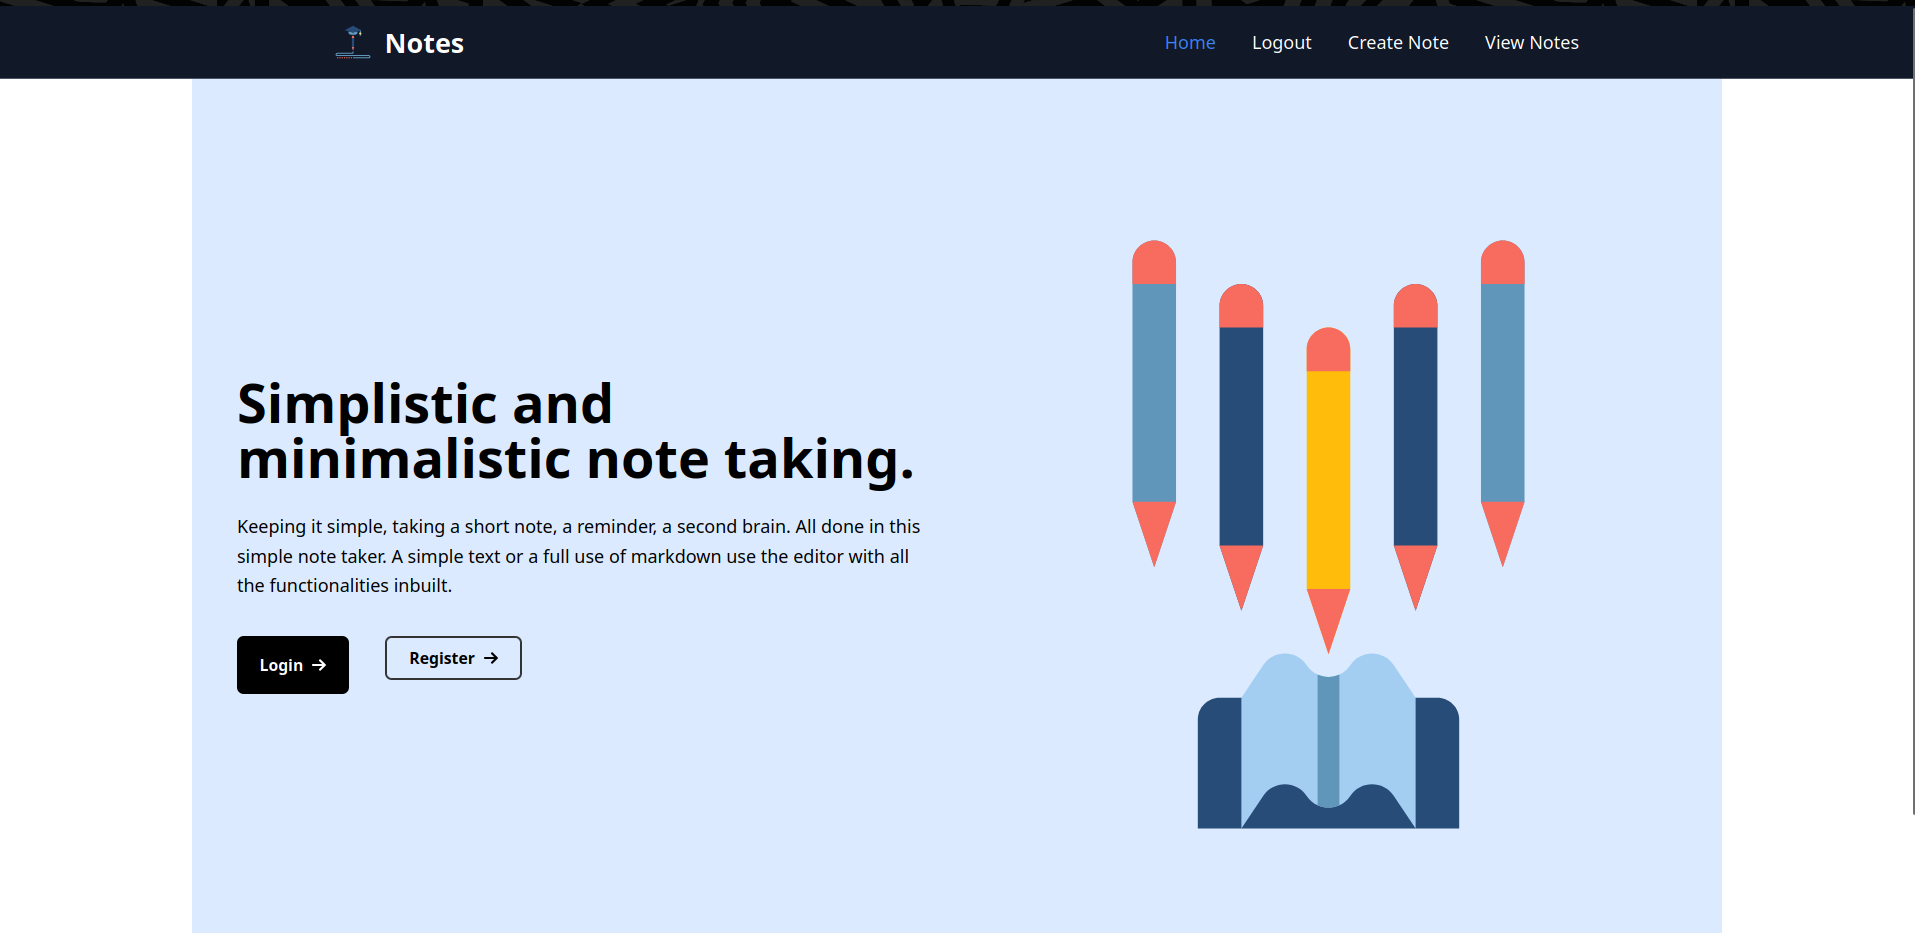 Notes
Home Logout Create Note View Notes
Simplistic and
minimalistic note taking.
Keeping it simple, taking a short note, a reminder, a second brain. All done in this
simple note taker. A simple text or a full use of markdown use the editor with all
the functionalities inbuilt.
Login →
Register →